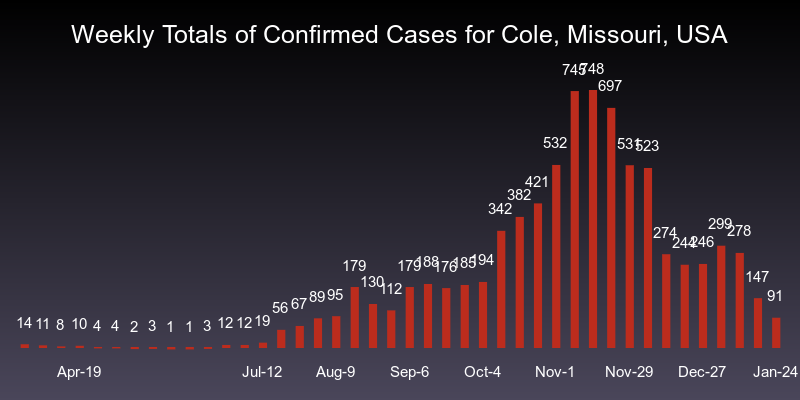 Weekly Totals of Confirmed Cases for Cole, Missouri, USA
14 11 8 10 4 4 2 3 1 1 3 12 12 19 56 67 89 95 179 130 112 179 188 176 185 194 342 382 421 532 745 748 697 531 523 274 244 246 299 278 147 91
Apr-19 Jul-12 Aug-9 Sep-6 Oct-4 Nov-1 Nov-29 Dec-27 Jan-24